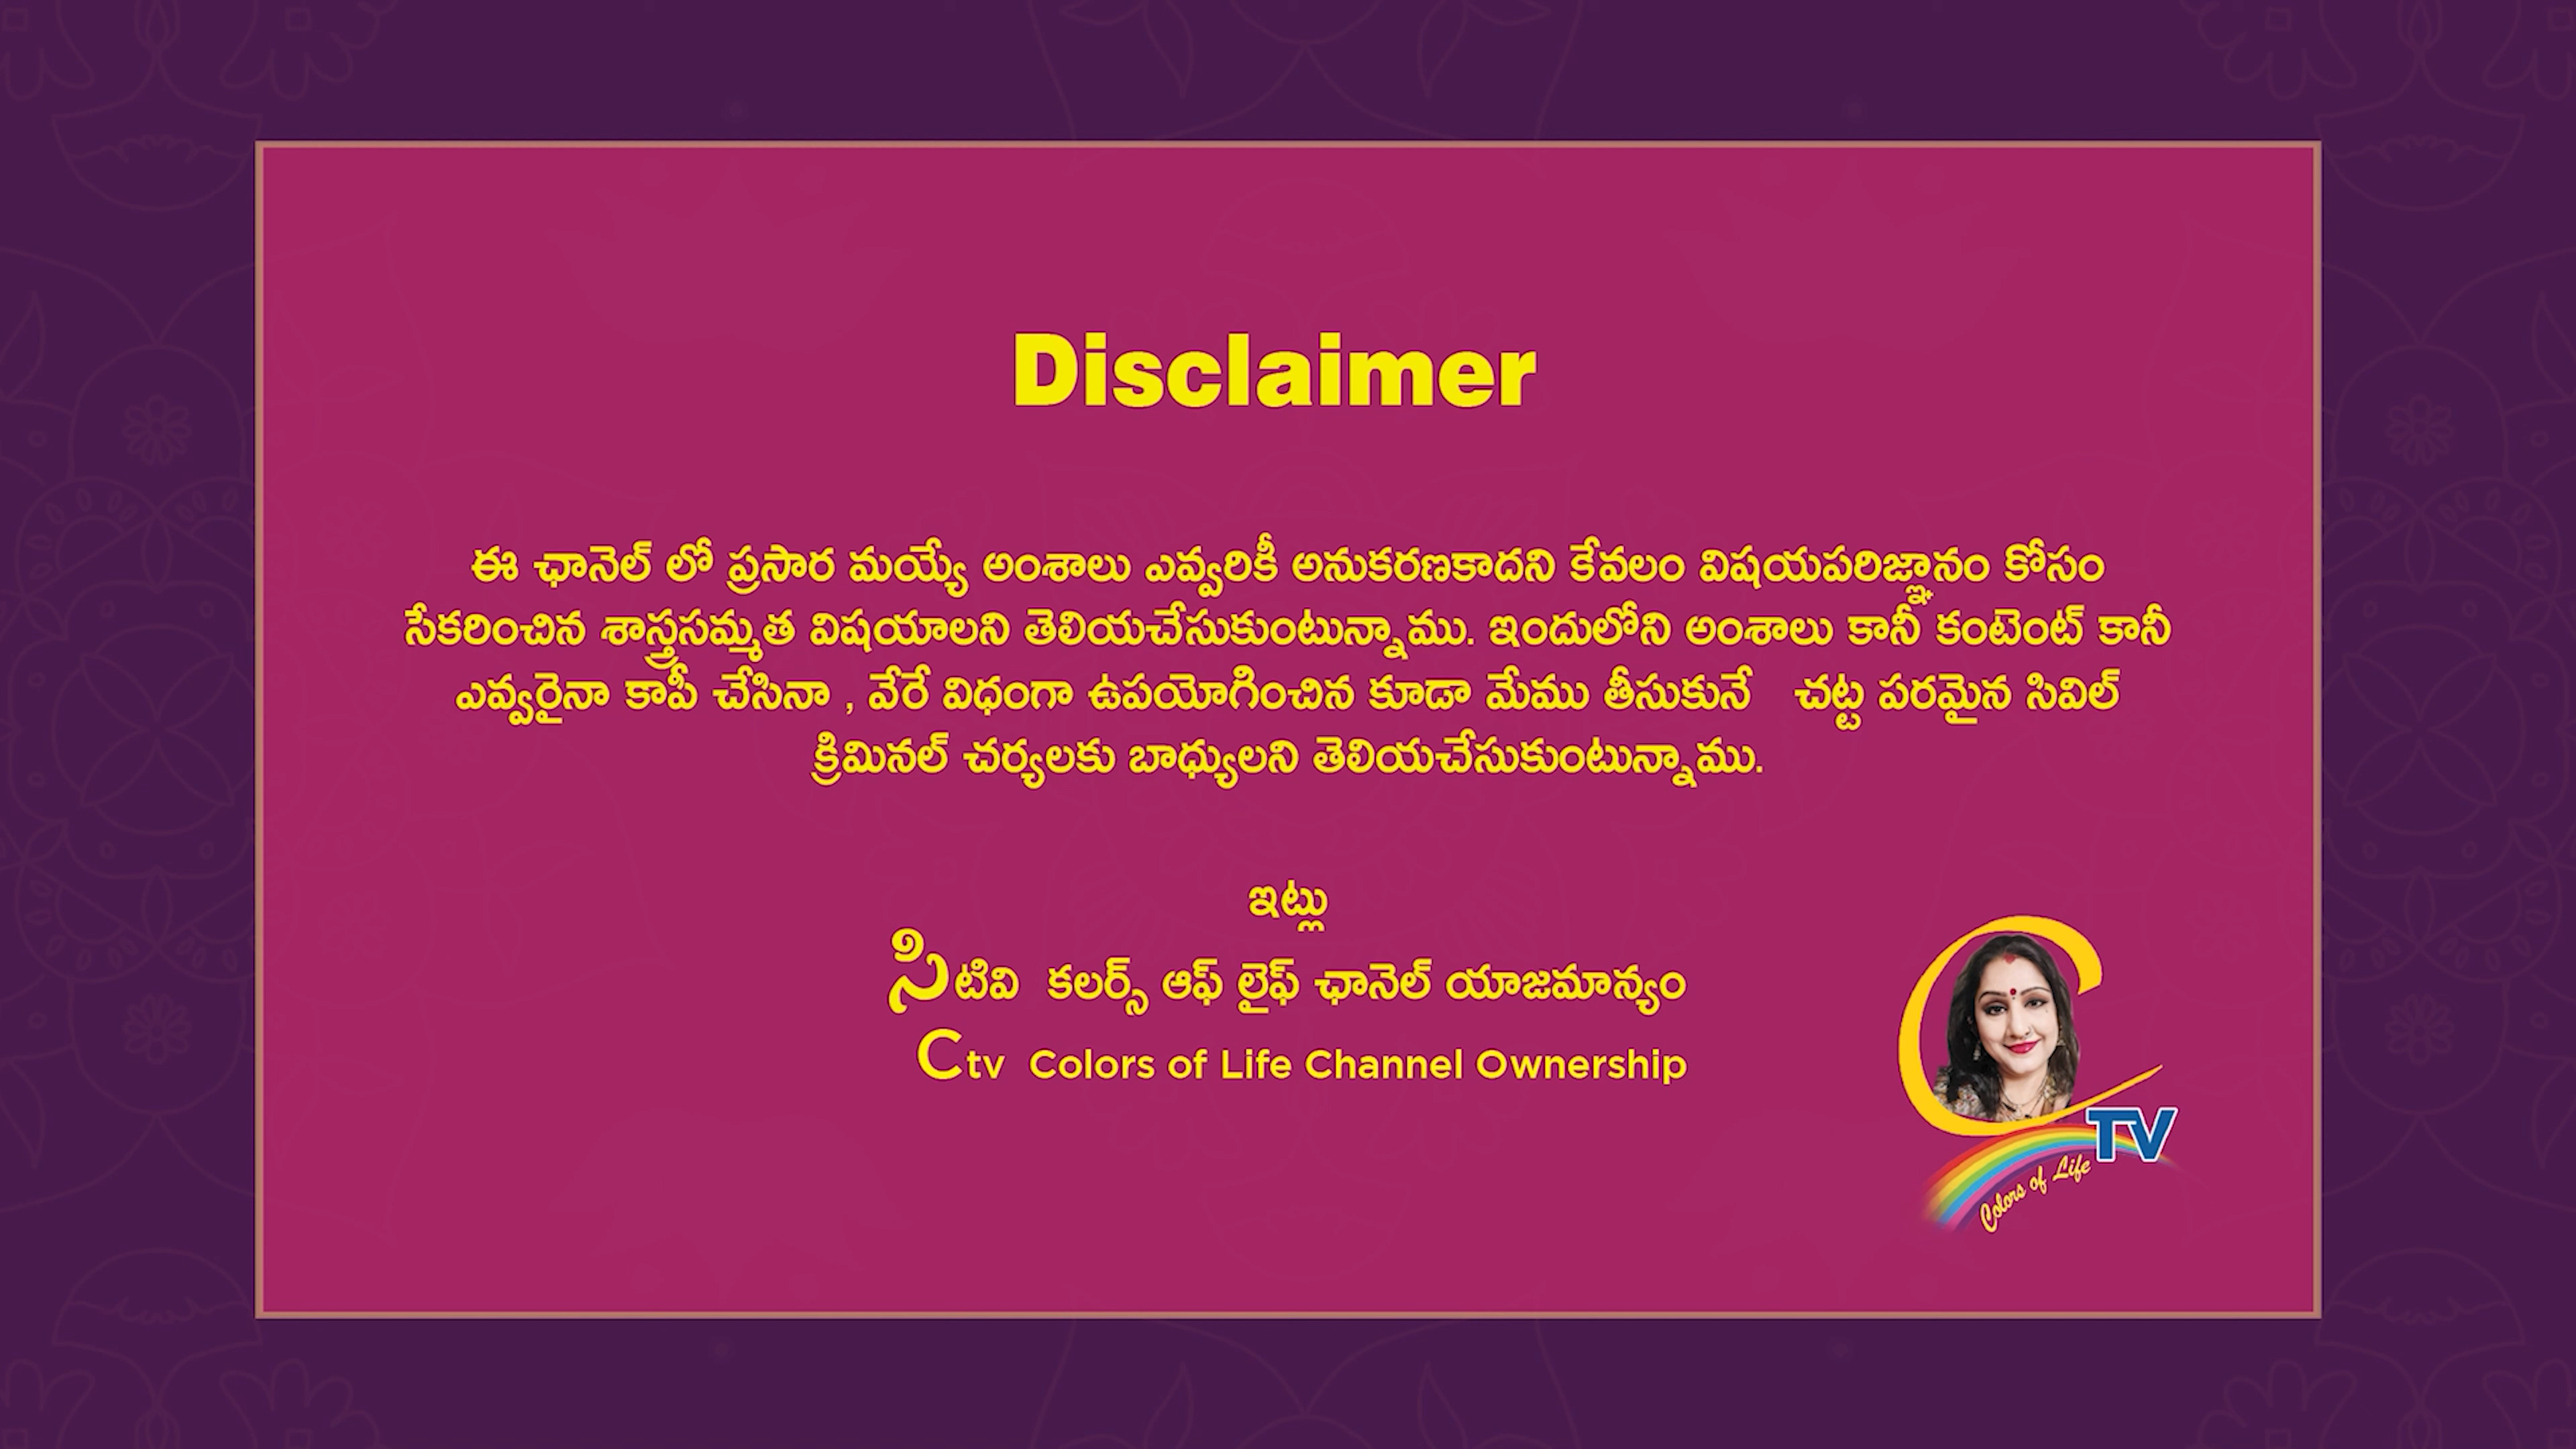 Disclaimer
ఈ ఛానెల్ లో ప్రసార మయ్యే అంశాలు ఎవ్వరికీ అనుకరణకాదని కేవలం విషయపరిజ్ఞానం కోసం
సేకరించిన శాస్త్రసమ్మత విషయాలని తెలియచేసుకుంటున్నాము. ఇందులోని అంశాలు కానీ కంటెంట్ కానీ
ఎవ్వరైనా కాపీ చేసినా , వేరే విధంగా ఉపయోగించిన కూడా మేము తీసుకునే చట్ట పరమైన సివిల్
క్రిమినల్ చర్యలకు బాధ్యులని తెలియచేసుకుంటున్నాము.
ఇట్లు
సిటివి కలర్స్ ఆఫ్ లైఫ్ ఛానెల్ యాజమాన్యం
Ctv Colors of Life Channel Ownership
C TV
Colors of Life